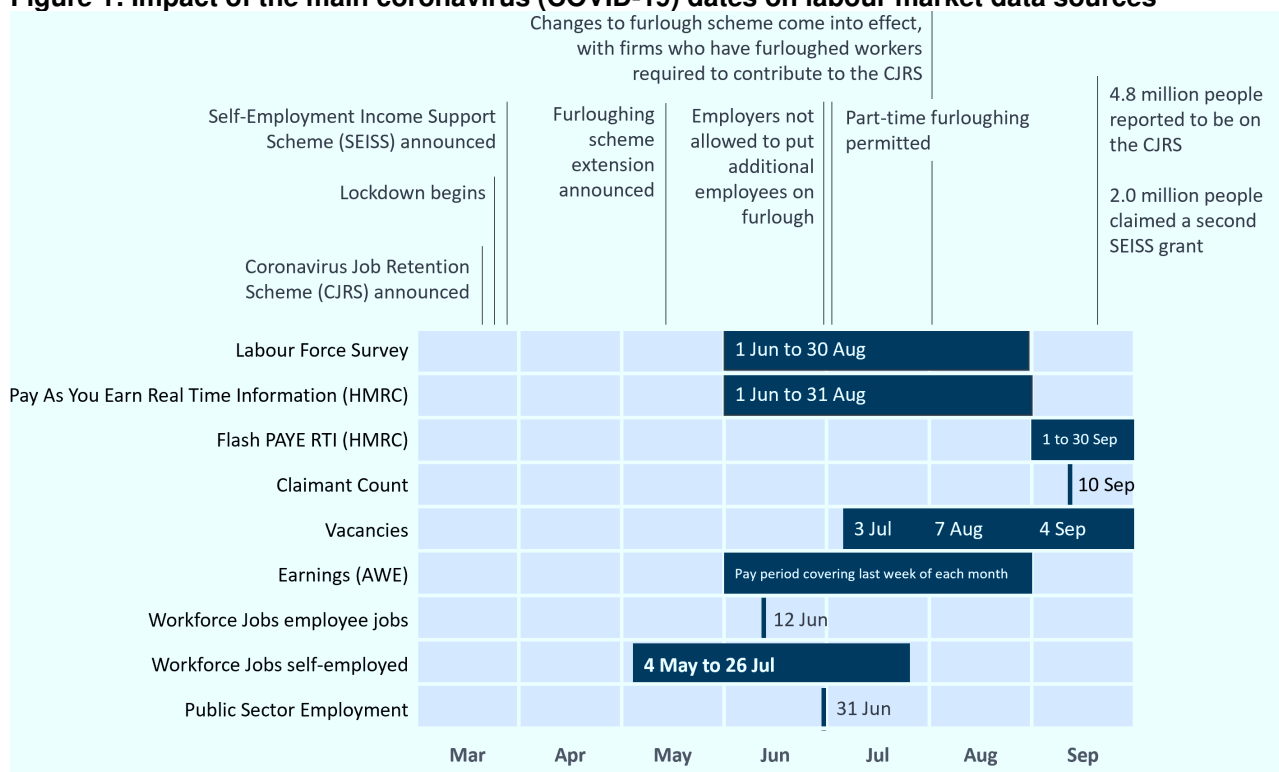 Figure 1: Impact of the main coronavirus (COVID-19) dates on labour market data sources
Changes to furlough scheme come into effect,
with firms who have furloughed workers
required to contribute to the CJRS
4.8 million people
reported to be on
the CJRS
2.0 million people
claimed a second
SEISS grant
Self-Employment Income Support
Scheme (SEISS) announced
Furloughing
scheme
extension
announced
Employers not
allowed to put
additional
employees on
furlough
Part-time furloughing
permitted
Lockdown begins
Coronavirus Job Retention
Scheme (CJRS) announced
Labour Force Survey
1 Jun to 30 Aug
Pay As You Earn Real Time Information (HMRC)
1 Jun to 31 Aug
Flash PAYE RTI (HMRC)
1 to 30 Sep
Claimant Count
10 Sep
Vacancies
3 Jul 7 Aug 4 Sep
Earnings (AWE)
Pay period covering last week of each month
Workforce Jobs employee jobs
12 Jun
Workforce Jobs self-employed
4 May to 26 Jul
Public Sector Employment
31 Jun
Mar Apr May Jun Jul Aug Sep